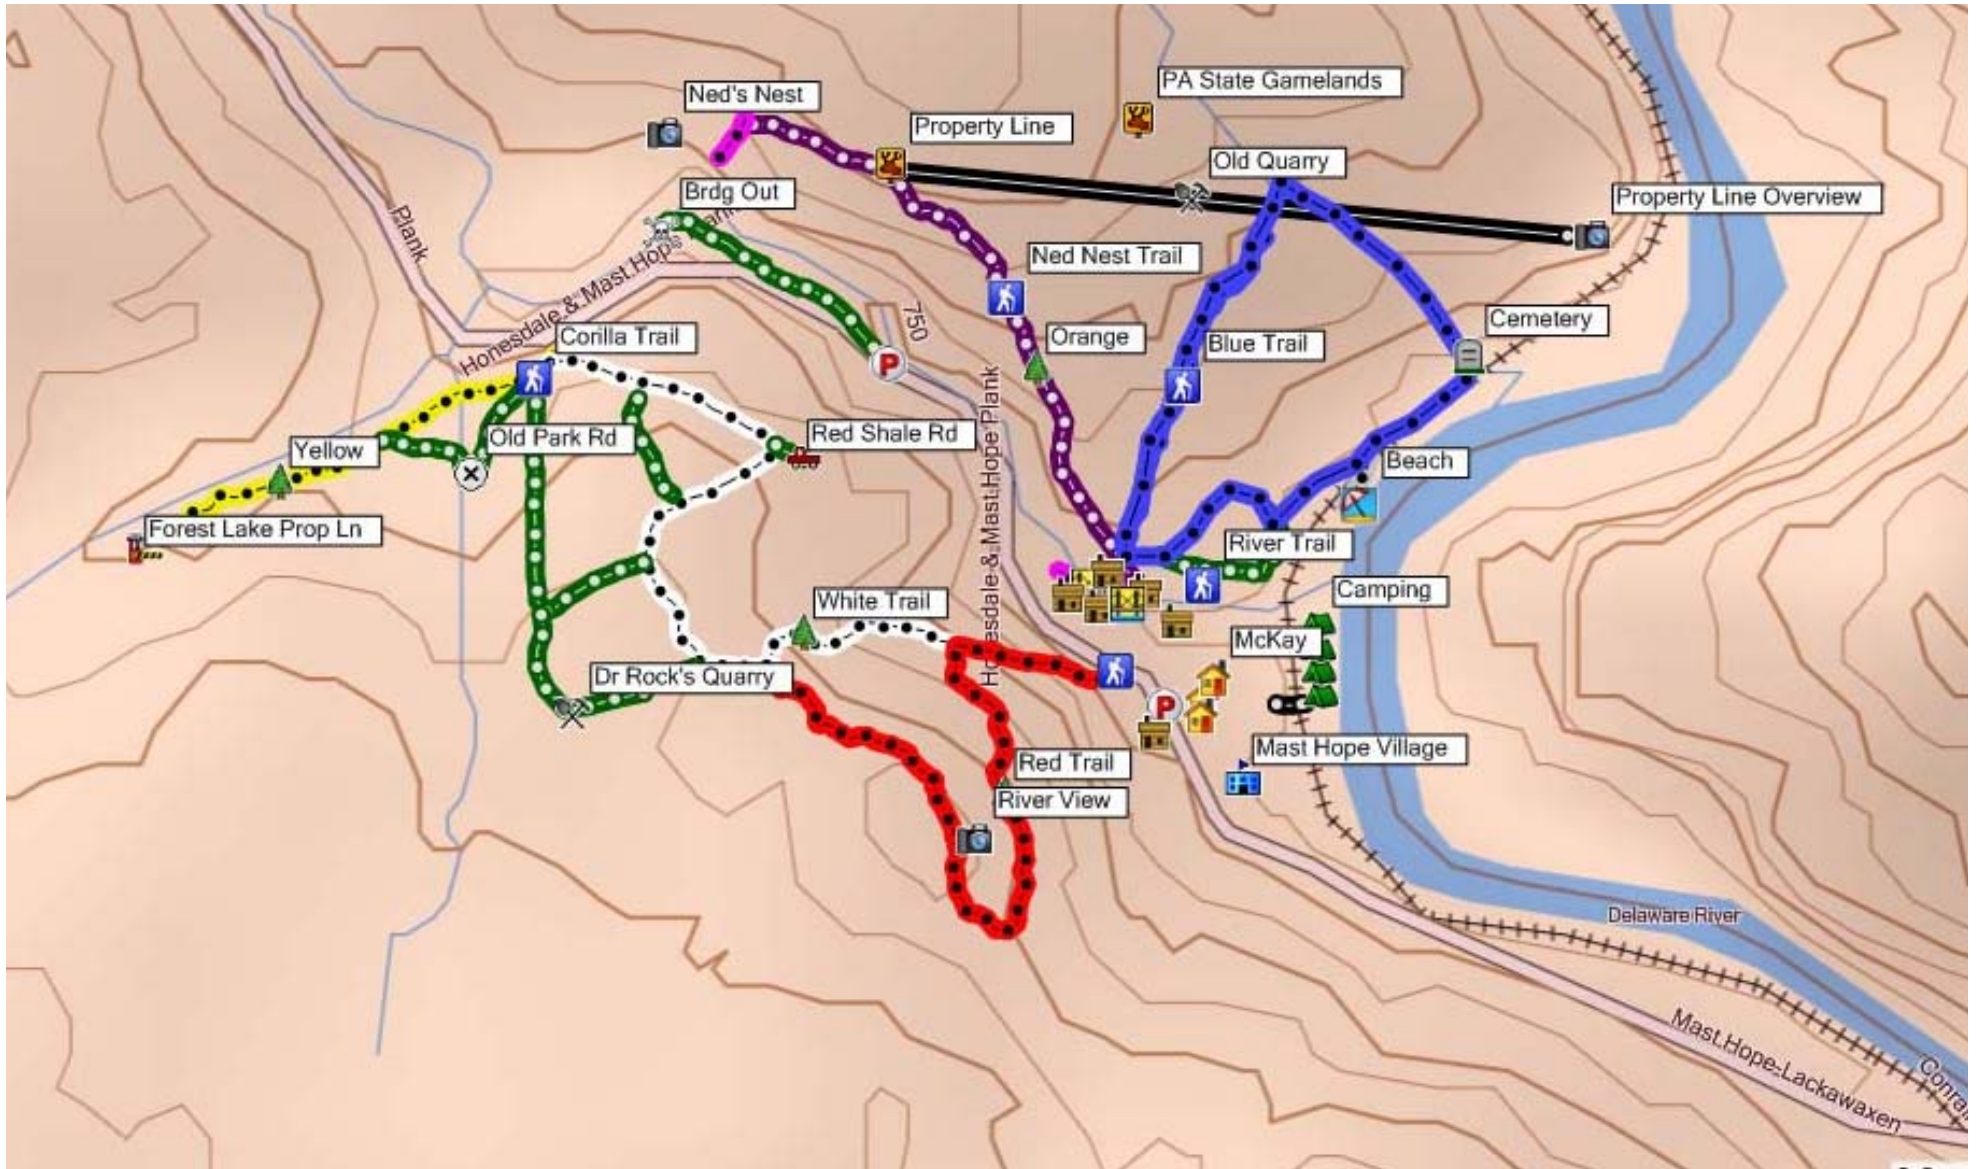 PA State Gamelands
Ned's Nest
Property Line
Old Quarry
Brdg Out
Property Line Overview
Plank
Ned Nest Trail
Honesdale & Mast Hope Plank
750
Cemetery
Corilla Trail
Orange
Blue Trail
Old Park Rd
Red Shale Rd
Yellow
Beach
Honesdale & Mast Hope Plank
Forest Lake Prop Ln
River Trail
Camping
White Trail
McKay
Dr Rock's Quarry
Mast Hope Village
Red Trail
River View
Delaware River
Mast Hope-Lackawaxen
P
P